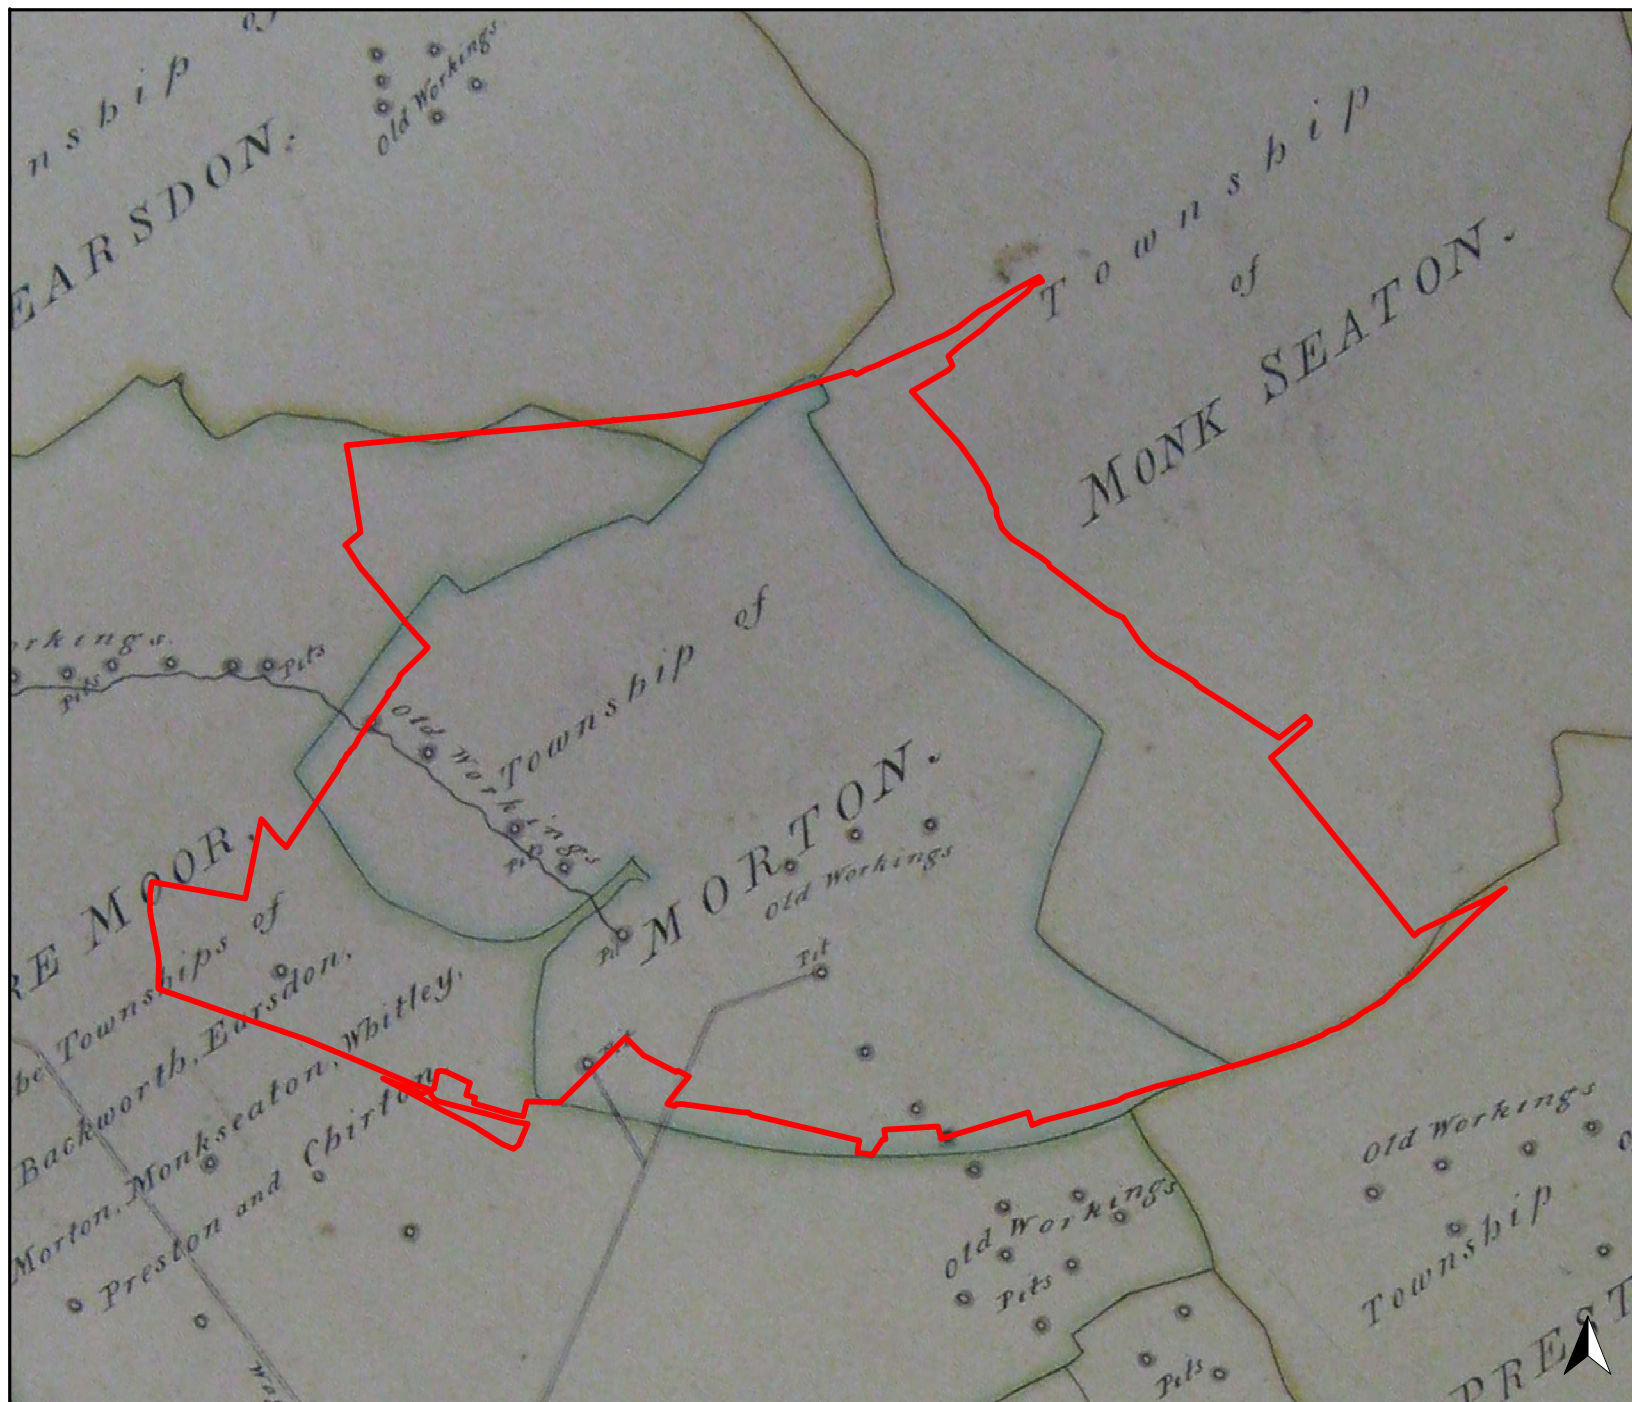 nship
EARSDON.
Old Workings
Township
of
MONK SEATON.
Pits
Pits
Old Workings
Pits
Township of
MORTON.
Old Workings
Pit
Pit
Pit
RE MOOR,
Townships of
Backworth, Earsdon,
Morton, Monkseaton, Whitley,
Preston and Chirton
Old Workings
Pits
Pits
Old Workings
Township
PREST